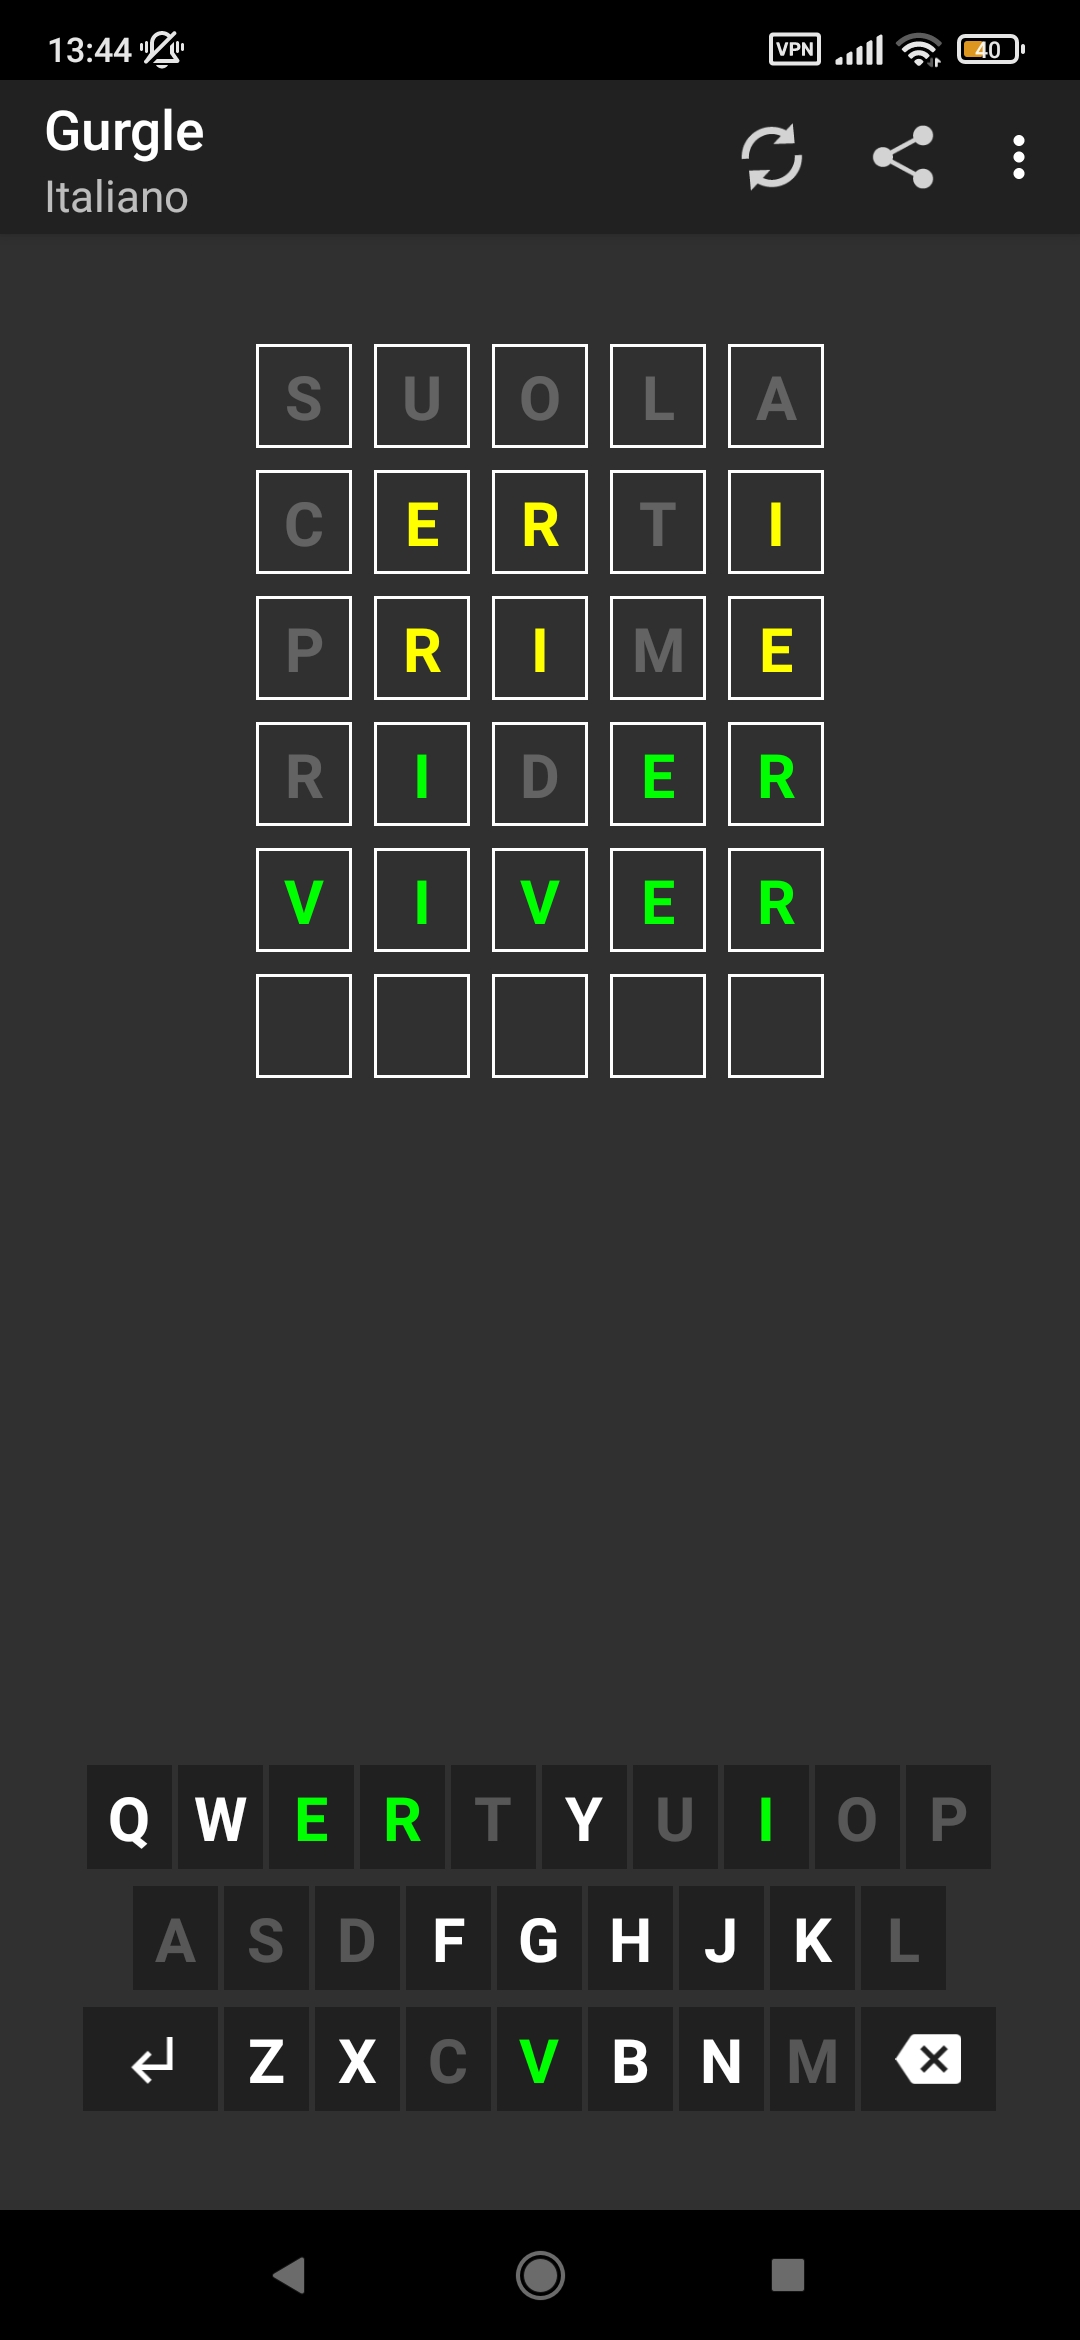 13:44 VPN 40
Gurgle
Italiano
S U O L A
C E R T I
P R I M E
R I D E R
V I V E R
Q W E R T Y U I O P
A S D F G H J K L
Z X C V B N M